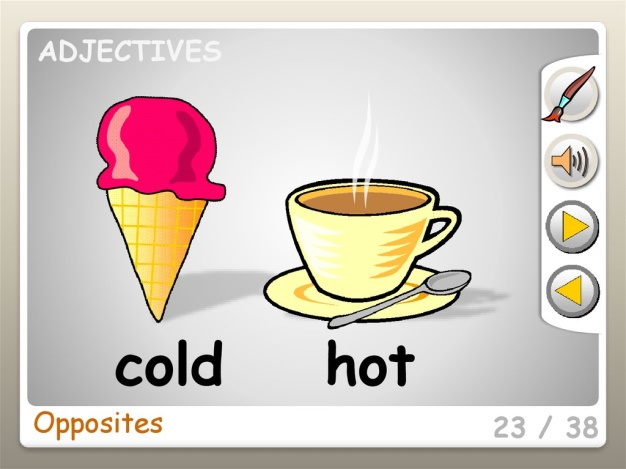 ADJECTIVES
cold hot
Opposites 23 / 38